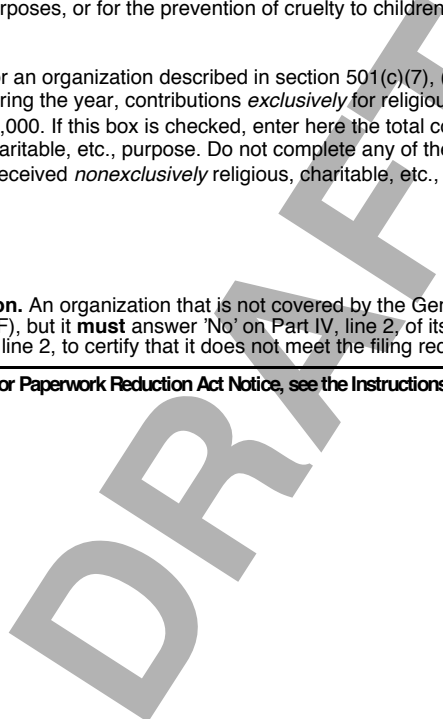 rposes, or for the prevention of cruelty to children
r an organization described in section 501(c)(7), (
ring the year, contributions exclusively for religiou
,000. If this box is checked, enter here the total co
aritable, etc., purpose. Do not complete any of the
eceived nonexclusively religious, charitable, etc.,
on. An organization that is not covered by the Gen
F), but it must answer 'No' on Part IV, line 2, of its
line 2, to certify that it does not meet the filing req
or Paperwork Reduction Act Notice, see the Instructions
DRAFT